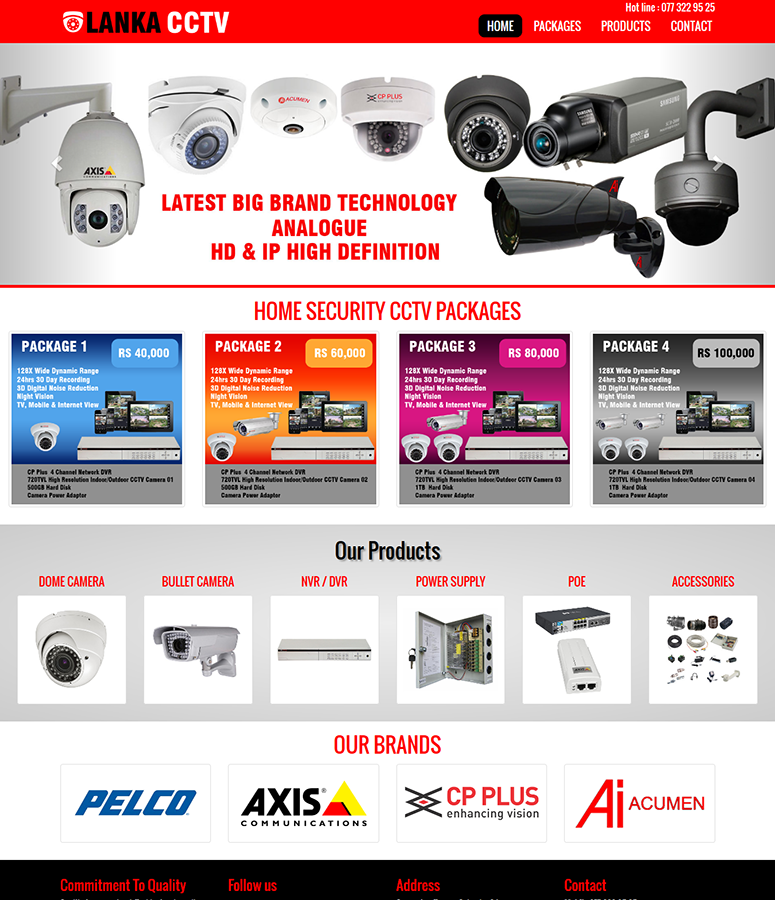 Hot line : 077 322 95 25
LANKA CCTV
HOME PACKAGES PRODUCTS CONTACT
AXIS
COMMUNICATIONS
ACUMEN
CP PLUS
enhancing vision
SAMSUNG
LATEST BIG BRAND TECHNOLOGY
ANALOGUE
HD & IP HIGH DEFINITION
HOME SECURITY CCTV PACKAGES
PACKAGE 1
RS 40,000
128X Wide Dynamic Range
24hrs 30 Day Recording
3D Digital Noise Reduction
Night Vision
TV, Mobile & Internet View
CP Plus 4 Channel Network DVR
720TVL High Resolution Indoor/Outdoor CCTV Camera 01
500GB Hard Disk
Camera Power Adaptor
PACKAGE 2
RS 60,000
128X Wide Dynamic Range
24hrs 30 Day Recording
3D Digital Noise Reduction
Night Vision
TV, Mobile & Internet View
CP Plus 4 Channel Network DVR
720TVL High Resolution Indoor/Outdoor CCTV Camera 02
500GB Hard Disk
Camera Power Adaptor
PACKAGE 3
RS 80,000
128X Wide Dynamic Range
24hrs 30 Day Recording
3D Digital Noise Reduction
Night Vision
TV, Mobile & Internet View
CP Plus 4 Channel Network DVR
720TVL High Resolution Indoor/Outdoor CCTV Camera 03
1TB Hard Disk
Camera Power Adaptor
PACKAGE 4
RS 100,000
128X Wide Dynamic Range
24hrs 30 Day Recording
3D Digital Noise Reduction
Night Vision
TV, Mobile & Internet View
CP Plus 4 Channel Network DVR
720TVL High Resolution Indoor/Outdoor CCTV Camera 04
1TB Hard Disk
Camera Power Adaptor
Our Products
DOME CAMERA BULLET CAMERA NVR / DVR POWER SUPPLY POE ACCESSORIES
OUR BRANDS
PELCO
AXIS®
COMMUNICATIONS
CP PLUS
enhancing vision
Ai ACUMEN
Commitment To Quality Follow us Address Contact